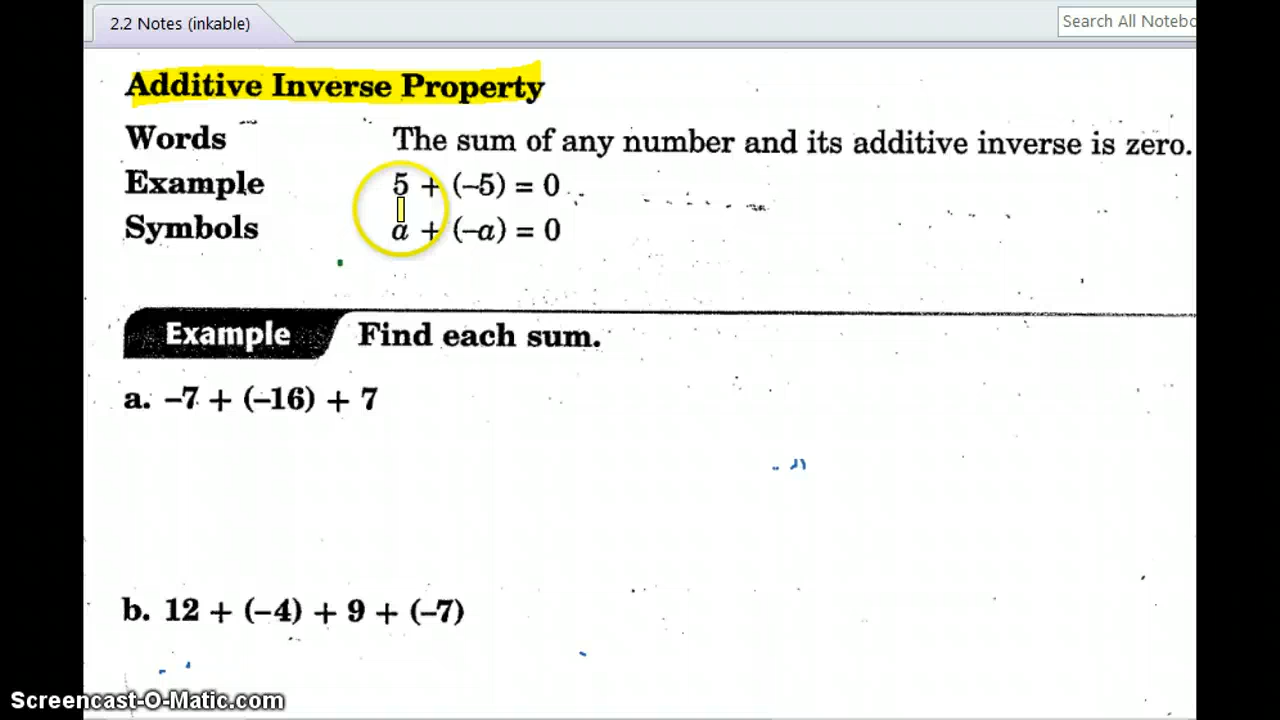 2.2 Notes (inkable)
Search All Notebo
Additive Inverse Property
Words The sum of any number and its additive inverse is zero.
Example 5 + (–5) = 0
Symbols a + (–a) = 0
Example Find each sum.
a. –7 + (–16) + 7
b. 12 + (–4) + 9 + (–7)
Screencast-O-Matic.com